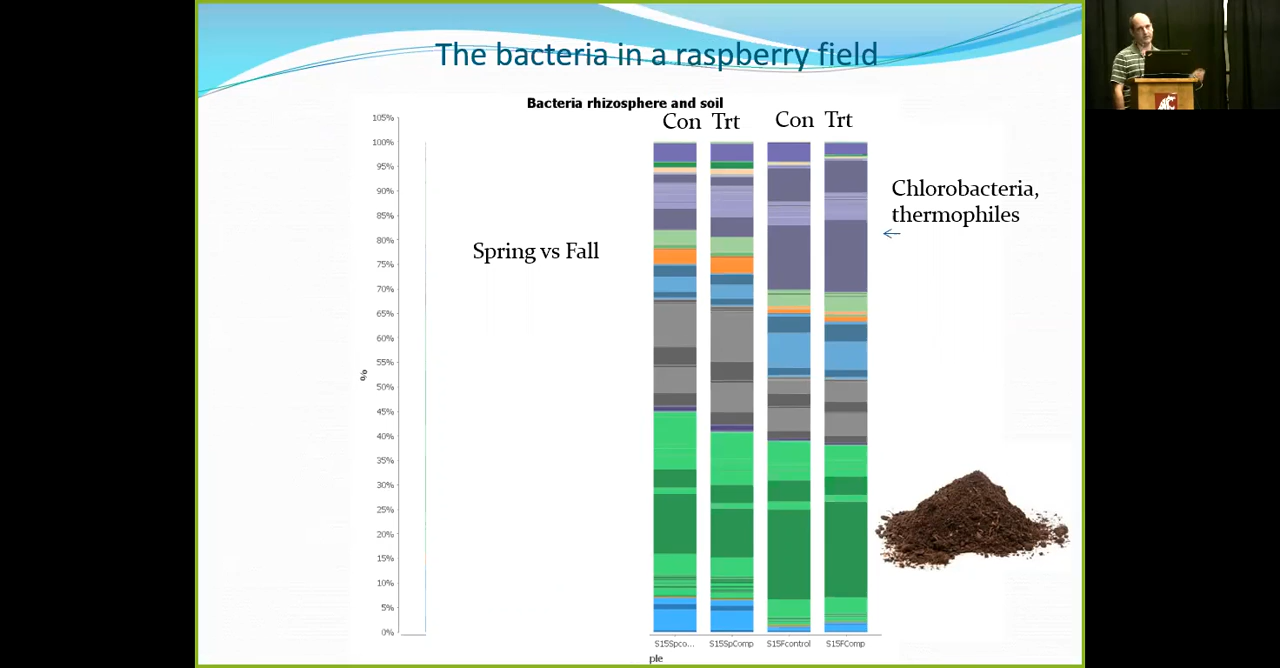 The bacteria in a raspberry field
Bacteria rhizosphere and soil
Con Trt Con Trt
105%
100%
95%
90%
85%
80%
75%
70%
65%
60%
55%
50%
45%
40%
35%
30%
25%
20%
15%
10%
5%
0%
%
Spring vs Fall
Chlorobacteria,
thermophiles
S15Spco... S15SpComp S15Fcontrol S15FComp
ple